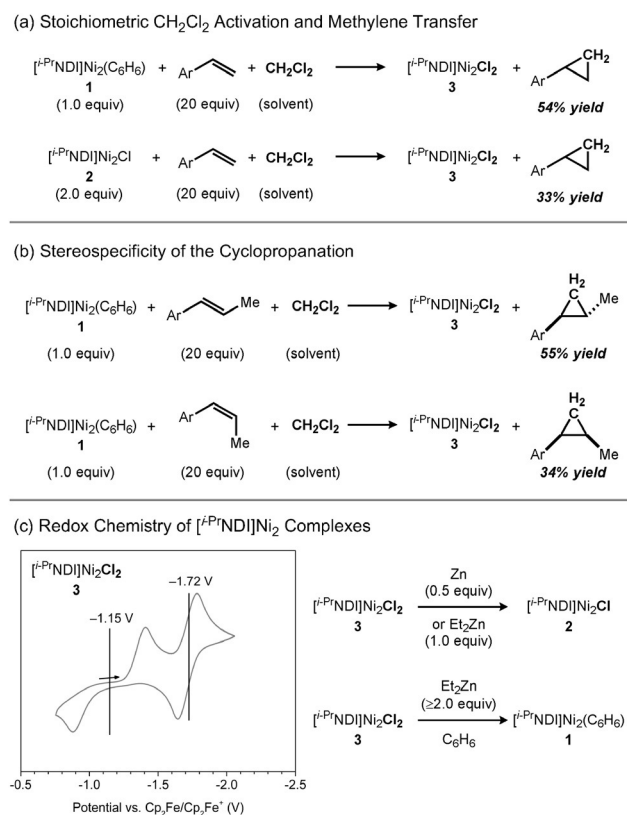 (a) Stoichiometric CH2Cl2 Activation and Methylene Transfer
[i-PrNDI]Ni2(C6H6) + Ar + CH2Cl2 [i-PrNDI]Ni2Cl2 + Ar CH2
1 3
(1.0 equiv) (20 equiv) (solvent) 54% yield
[i-PrNDI]Ni2Cl + Ar + CH2Cl2 [i-PrNDI]Ni2Cl2 + Ar CH2
2 3
(2.0 equiv) (20 equiv) (solvent) 33% yield
(b) Stereospecificity of the Cyclopropanation
[i-PrNDI]Ni2(C6H6) + Ar Me + CH2Cl2 [i-PrNDI]Ni2Cl2 + Ar H2 C Me
1 3
(1.0 equiv) (20 equiv) (solvent) 55% yield
[i-PrNDI]Ni2(C6H6) + Ar Me + CH2Cl2 [i-PrNDI]Ni2Cl2 + Ar H2 C Me
1 3
(1.0 equiv) (20 equiv) (solvent) 34% yield
(c) Redox Chemistry of [i-PrNDI]Ni2 Complexes
[i-PrNDI]Ni2Cl2
3
–1.72 V
–1.15 V
-0.5 -1.0 -1.5 -2.0 -2.5
Potential vs. Cp2Fe/Cp2Fe+ (V)
Zn
(0.5 equiv)
[i-PrNDI]Ni2Cl2 [i-PrNDI]Ni2Cl
3 or Et2Zn 2
(1.0 equiv)
Et2Zn
(≥2.0 equiv)
[i-PrNDI]Ni2Cl2 [i-PrNDI]Ni2(C6H6)
3 C6H6 1